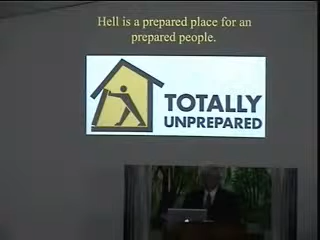 Hell is a prepared place for an
prepared people.
TOTALLY
UNPREPARED